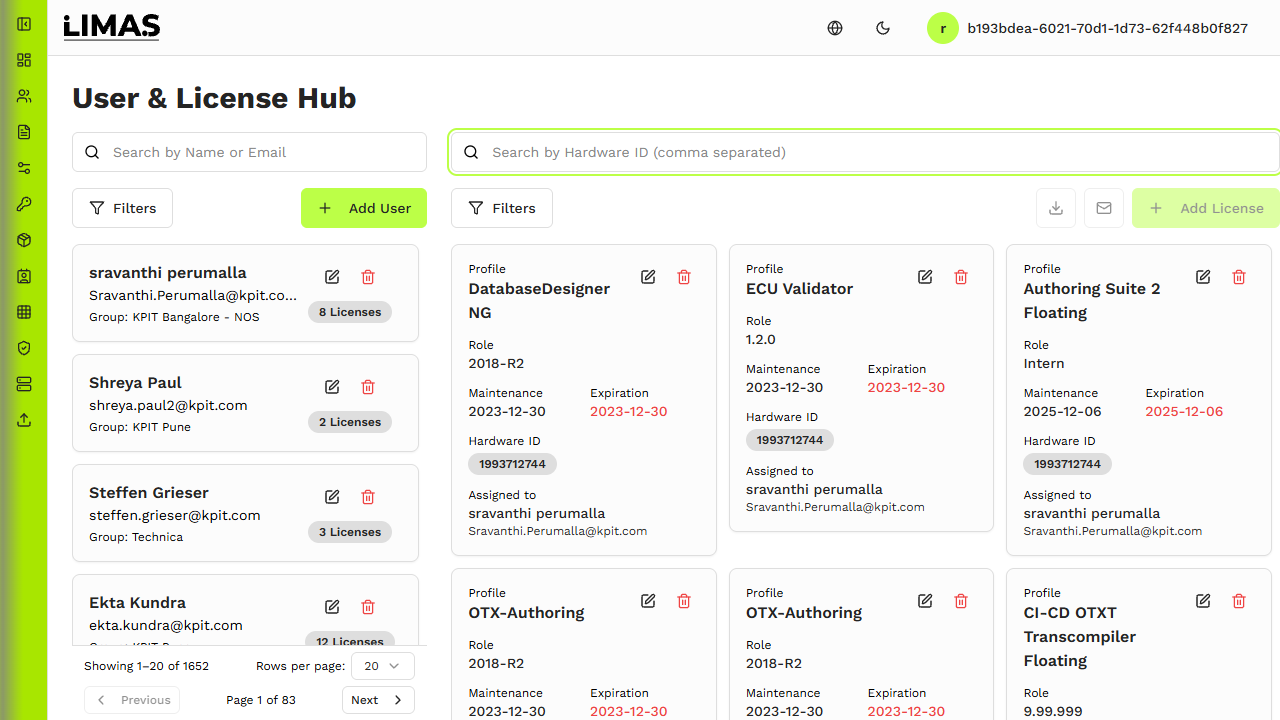 LIMAS
r
b193bdea-6021-70d1-1d73-62f448b0f827
User & License Hub
Search by Name or Email
Search by Hardware ID (comma separated)
Filters
Add User
Filters
Add License
sravanthi perumalla
Sravanthi.Perumalla@kpit.co...
Group: KPIT Bangalore - NOS
8 Licenses
Shreya Paul
shreya.paul2@kpit.com
Group: KPIT Pune
2 Licenses
Steffen Grieser
steffen.grieser@kpit.com
Group: Technica
3 Licenses
Ekta Kundra
ekta.kundra@kpit.com
12 Licenses
Showing 1–20 of 1652
Rows per page:
20
Previous
Page 1 of 83
Next
Profile
DatabaseDesigner
NG
Role
2018-R2
Maintenance
Expiration
2023-12-30
2023-12-30
Hardware ID
1993712744
Assigned to
sravanthi perumalla
Sravanthi.Perumalla@kpit.com
Profile
ECU Validator
Role
1.2.0
Maintenance
Expiration
2023-12-30
2023-12-30
Hardware ID
1993712744
Assigned to
sravanthi perumalla
Sravanthi.Perumalla@kpit.com
Profile
Authoring Suite 2
Floating
Role
Intern
Maintenance
Expiration
2025-12-06
2025-12-06
Hardware ID
1993712744
Assigned to
sravanthi perumalla
Sravanthi.Perumalla@kpit.com
Profile
OTX-Authoring
Role
2018-R2
Maintenance
Expiration
2023-12-30
2023-12-30
Profile
OTX-Authoring
Role
2018-R2
Maintenance
Expiration
2023-12-30
2023-12-30
Profile
CI-CD OTXT
Transcompiler
Floating
Role
9.99.999